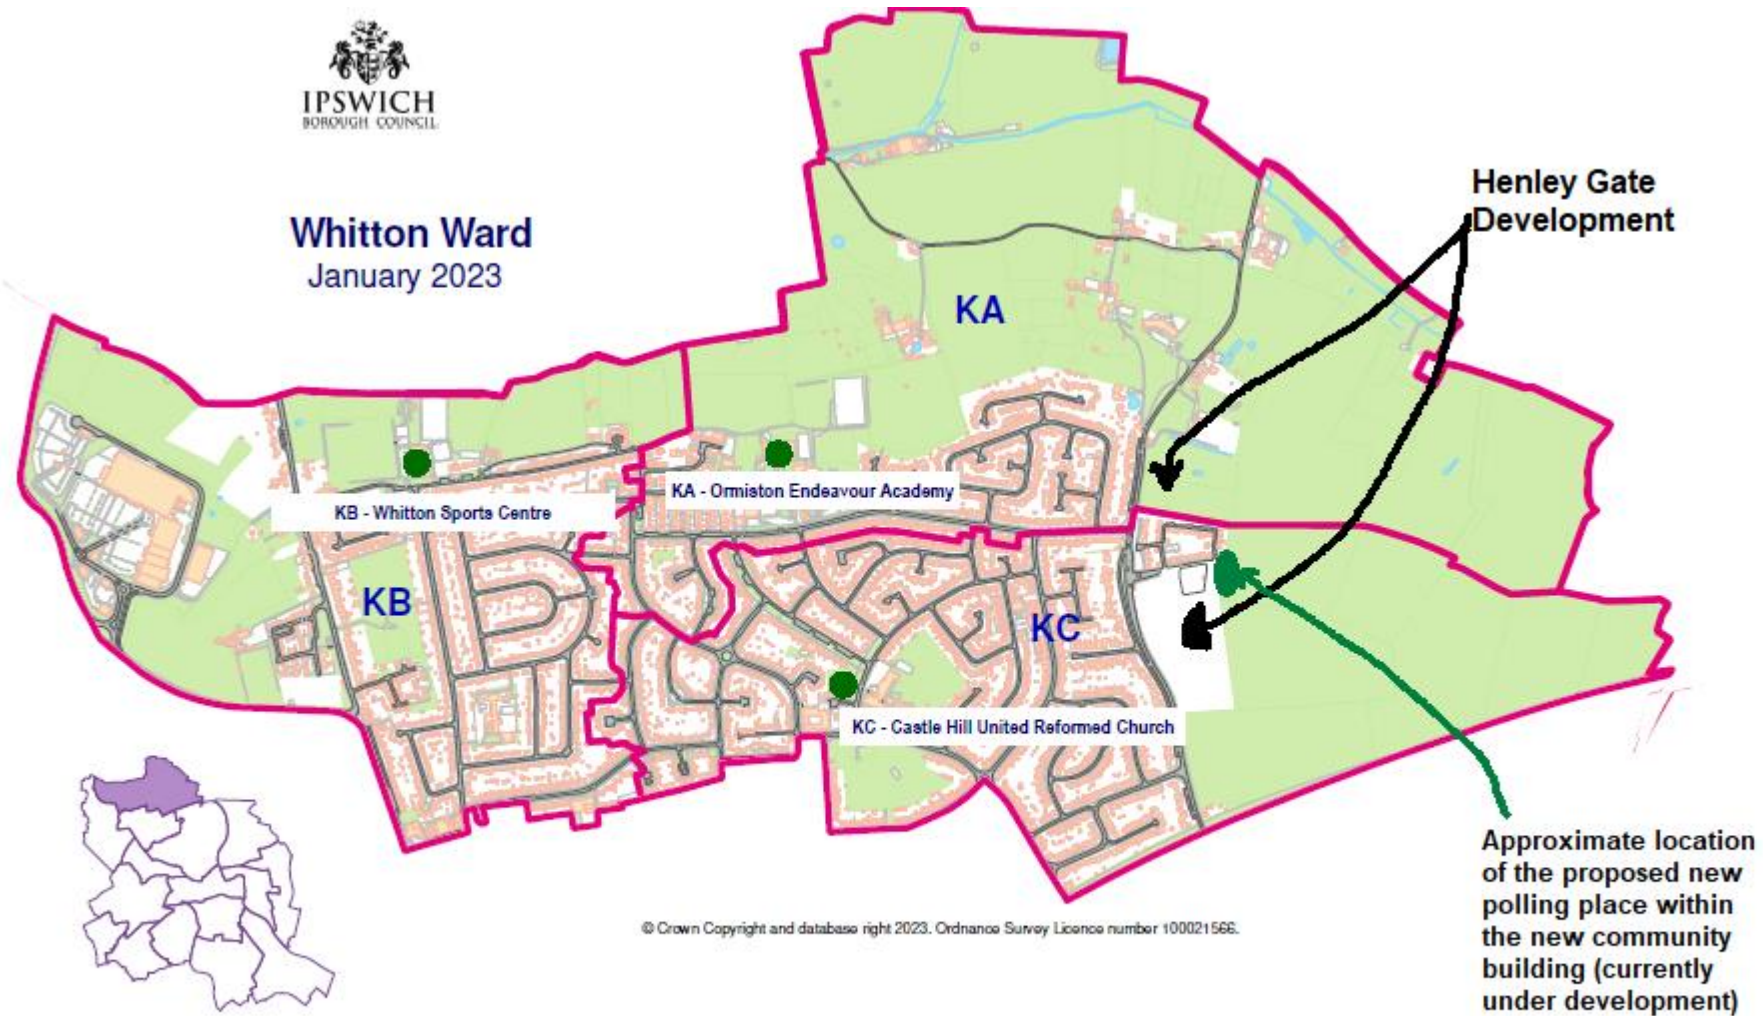 IPSWICH
BOROUGH COUNCIL
Whitton Ward
January 2023
Henley Gate
Development
KA
KA - Ormiston Endeavour Academy
KB - Whitton Sports Centre
KB
KC
KC - Castle Hill United Reformed Church
Approximate location
of the proposed new
polling place within
the new community
building (currently
under development)
© Crown Copyright and database right 2023. Ordnance Survey Licence number 100021566.